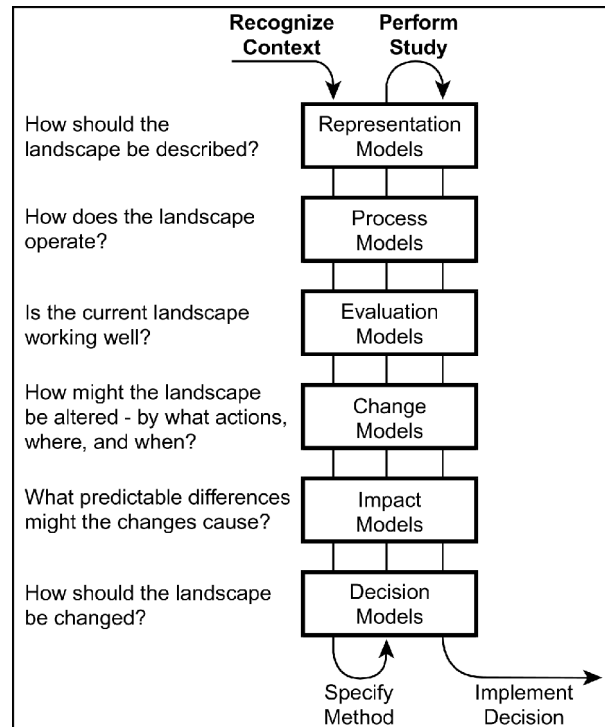 Recognize
Context
Perform
Study
How should the
landscape be described?
Representation
Models
How does the landscape
operate?
Process
Models
Is the current landscape
working well?
Evaluation
Models
How might the landscape
be altered - by what actions,
where, and when?
Change
Models
What predictable differences
might the changes cause?
Impact
Models
How should the landscape
be changed?
Decision
Models
Specify
Method
Implement
Decision